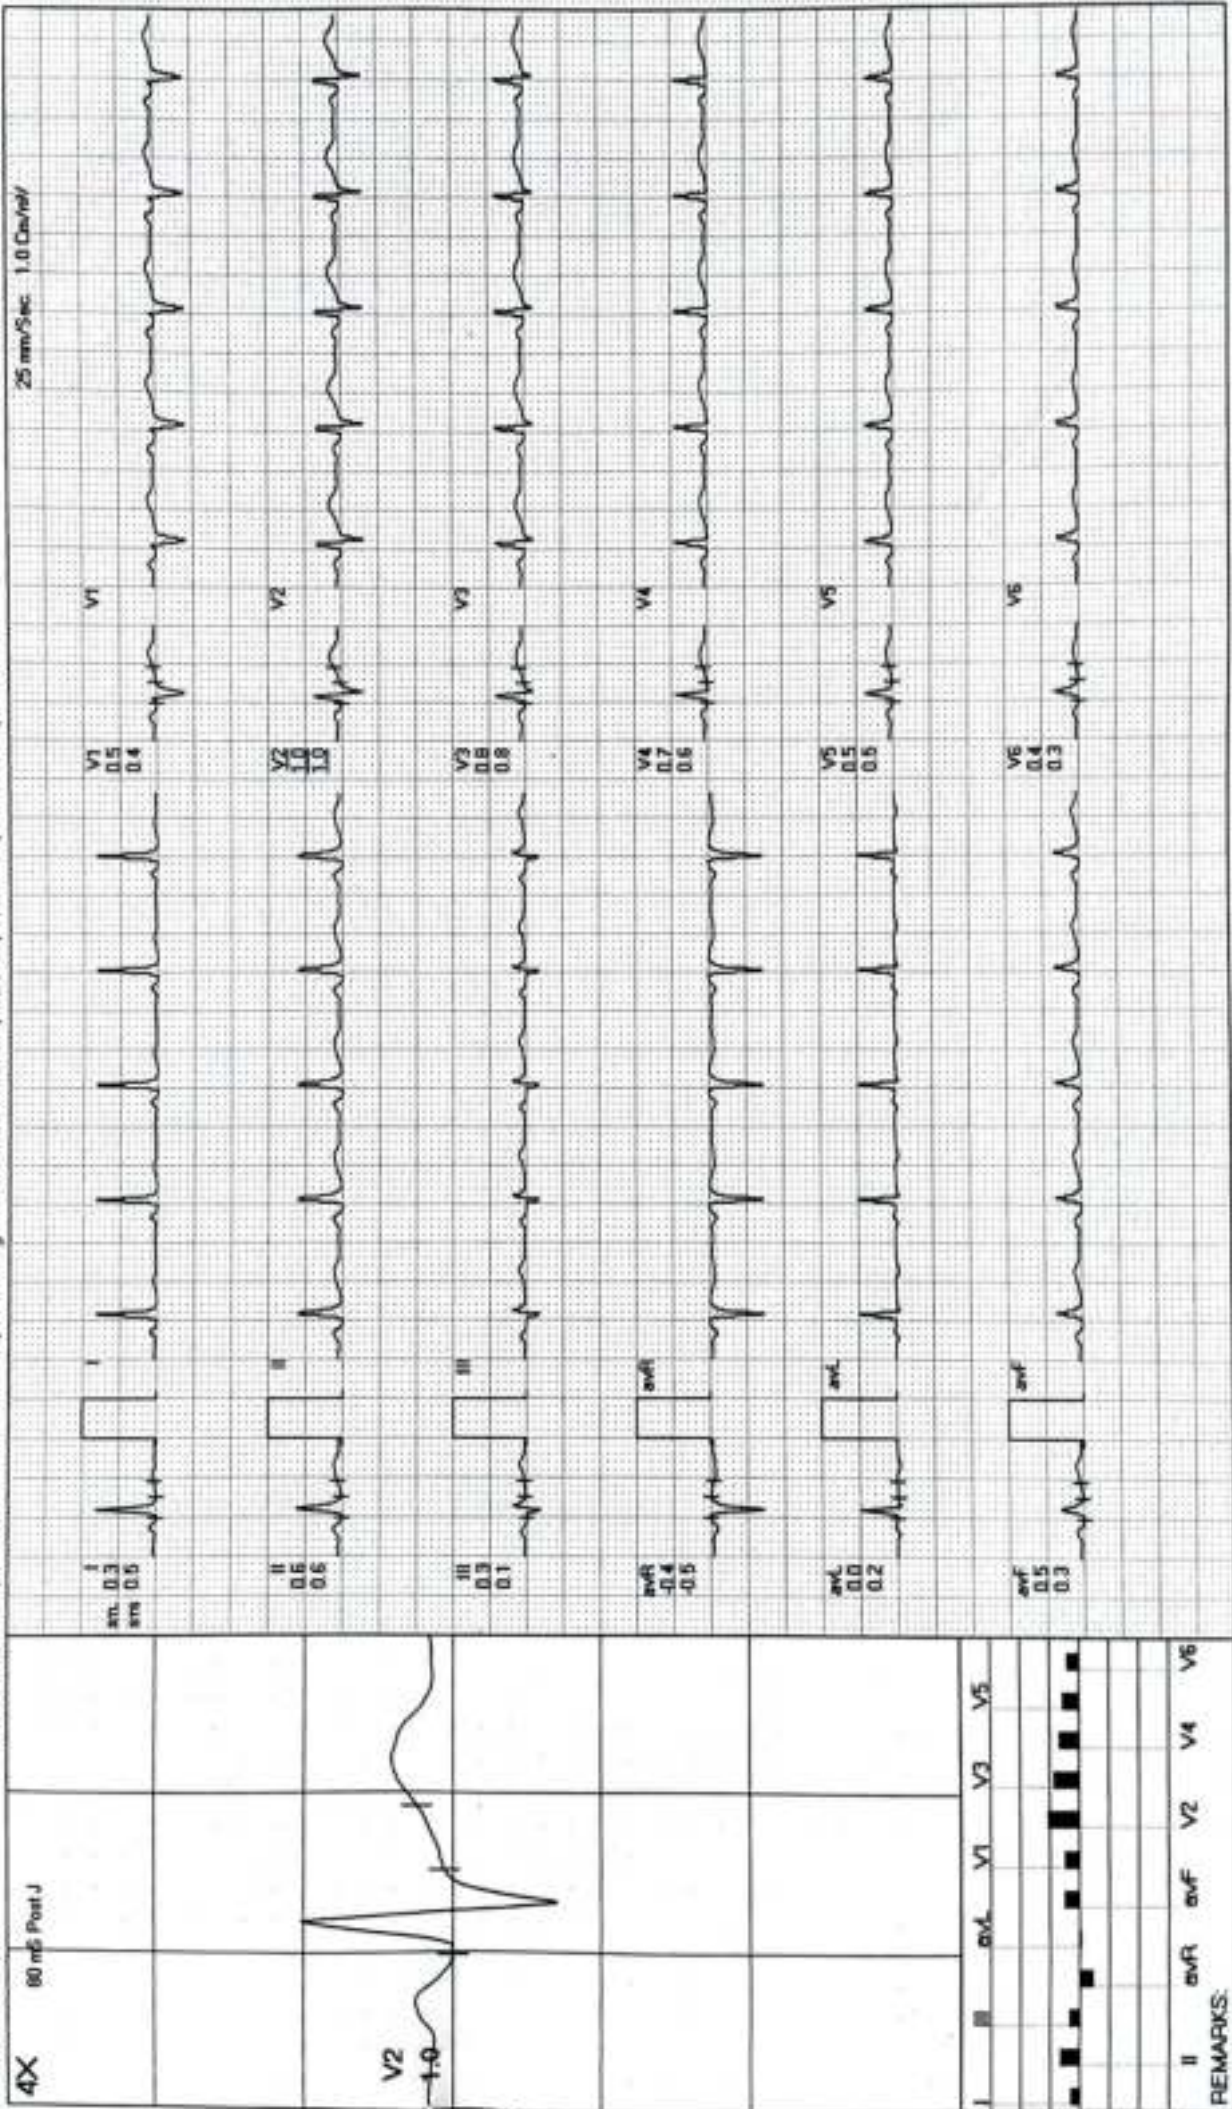 4X
80 mS Post J
V2
1.0
I III avL V1 V3 V5
II avR avF V2 V4 V6
REMARKS:
25 mm/Sec. 1.0 Cm/mV
I
0.3
0.5
I
V1
0.5
0.4
V1
II
0.6
0.6
II
V2
1.0
1.0
V2
III
0.3
0.1
III
V3
0.8
0.8
V3
avR
-0.4
-0.5
avR
V4
0.7
0.6
V4
avL
0.0
0.2
avL
V5
0.5
0.5
V5
avF
0.5
0.3
avF
V6
0.4
0.3
V6